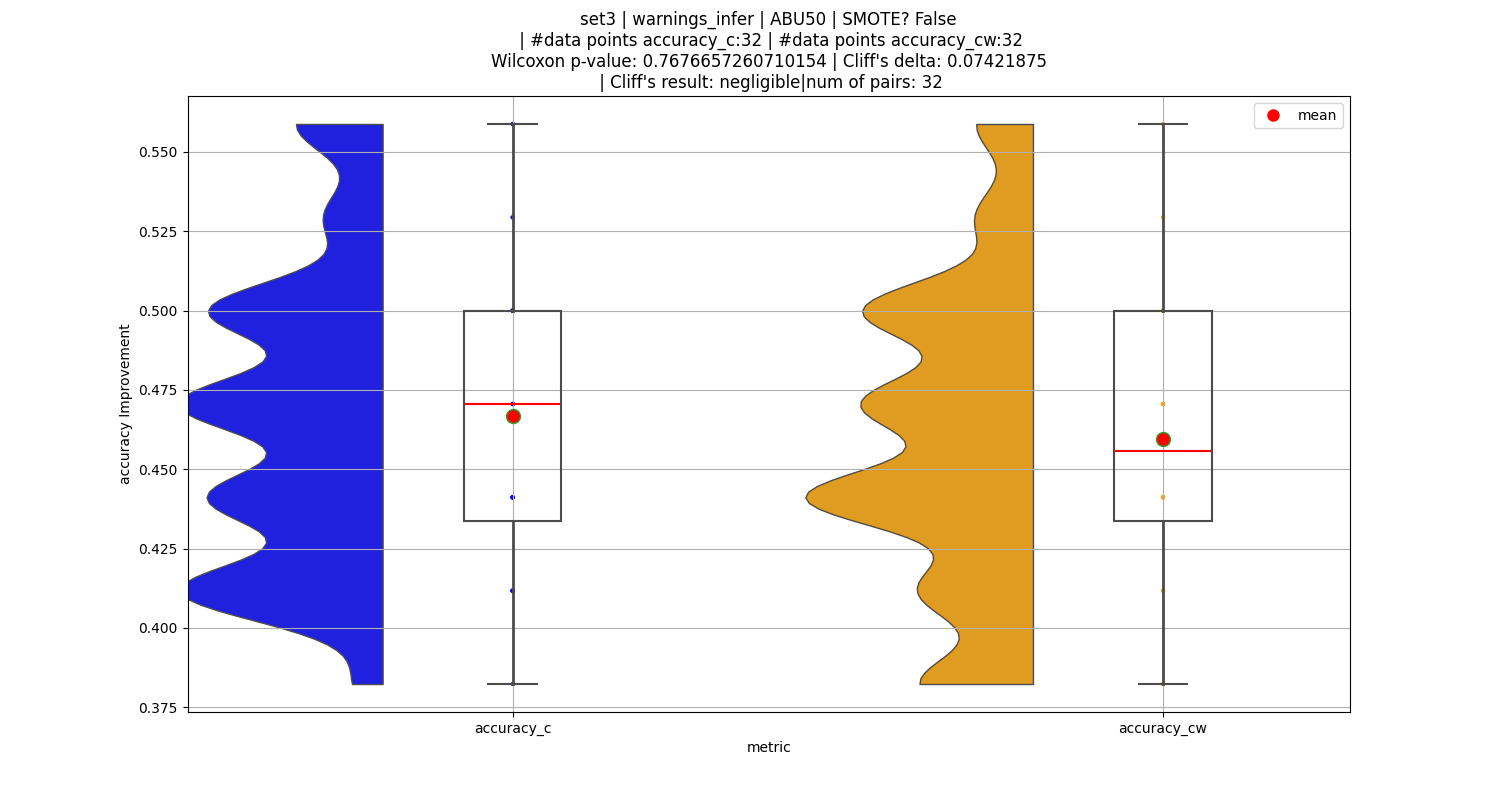 set3 | warnings_infer | ABU50 | SMOTE? False
| #data points accuracy_c:32 | #data points accuracy_cw:32
Wilcoxon p-value: 0.7676657260710154 | Cliff's delta: 0.07421875
| Cliff's result: negligible|num of pairs: 32
mean
0.550
0.525
0.500
0.475
0.450
0.425
0.400
0.375
accuracy Improvement
accuracy_c
accuracy_cw
metric